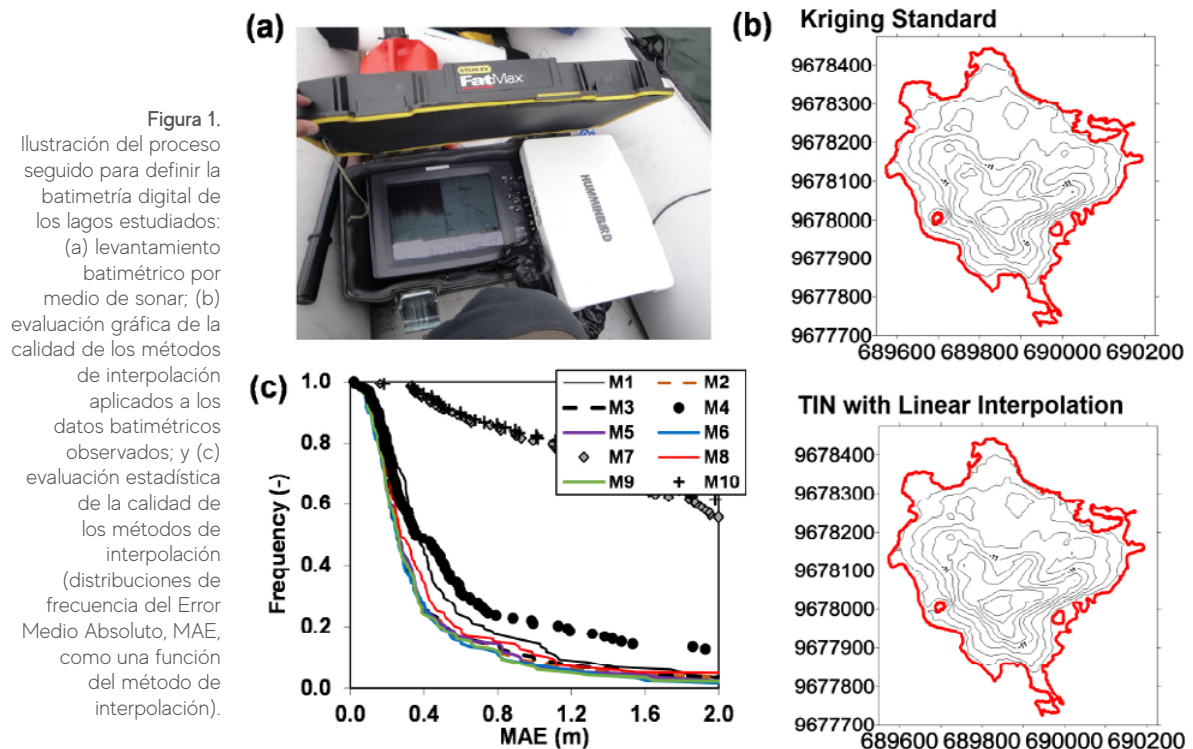 Figura 1.
Ilustración del proceso
seguido para definir la
batimetría digital de
los lagos estudiados:
(a) levantamiento
batimétrico por
medio de sonar; (b)
evaluación gráfica de la
calidad de los métodos
de interpolación
aplicados a los
datos batimétricos
observados; y (c)
evaluación estadística
de la calidad de
los métodos de
interpolación
(distribuciones de
frecuencia del Error
Medio Absoluto, MAE,
como una función
del método de
interpolación).
(a)
STANLEY
FatMax
HUMMINBIRD
(b)
Kriging Standard
9678400
9678300
9678200
9678100
9678000
9677900
9677800
9677700
689600 689800 690000 690200
-11
-11
-11
TIN with Linear Interpolation
9678400
9678300
9678200
9678100
9678000
9677900
9677800
9677700
689600 689800 690000 690200
-11
-11
-11
(c)
Frequency (-)
1.0
0.8
0.6
0.4
0.2
0.0
0.0 0.4 0.8 1.2 1.6 2.0
MAE (m)
M1 M2
M3 M4
M5 M6
M7 M8
M9 M10